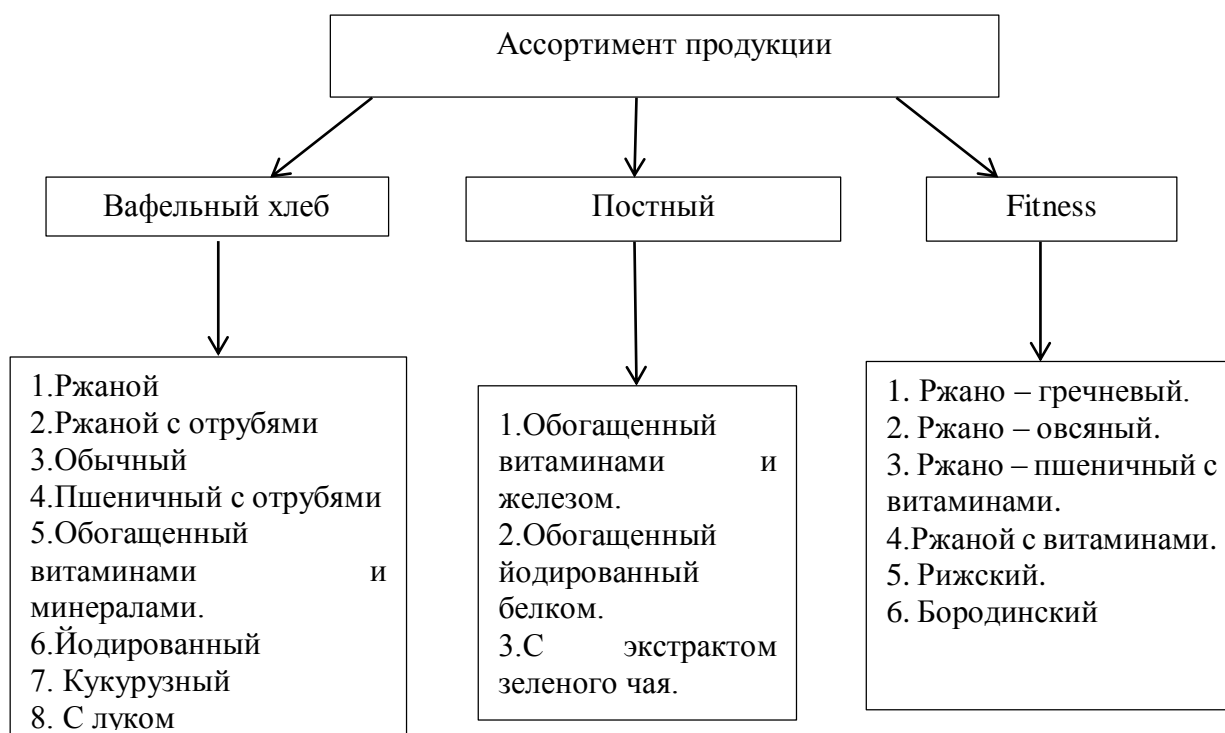 Ассортимент продукции
Вафельный хлеб
Постный
Fitness
1.Ржаной
2.Ржаной с отрубями
3.Обычный
4.Пшеничный с отрубями
5.Обогащенный
витаминами и
минералами.
6.Йодированный
7. Кукурузный
8. С луком
1.Обогащенный
витаминами и
железом.
2.Обогащенный
йодированный
белком.
3.С экстрактом
зеленого чая.
1. Ржано – гречневый.
2. Ржано – овсяный.
3. Ржано – пшеничный с
витаминами.
4.Ржаной с витаминами.
5. Рижский.
6. Бородинский